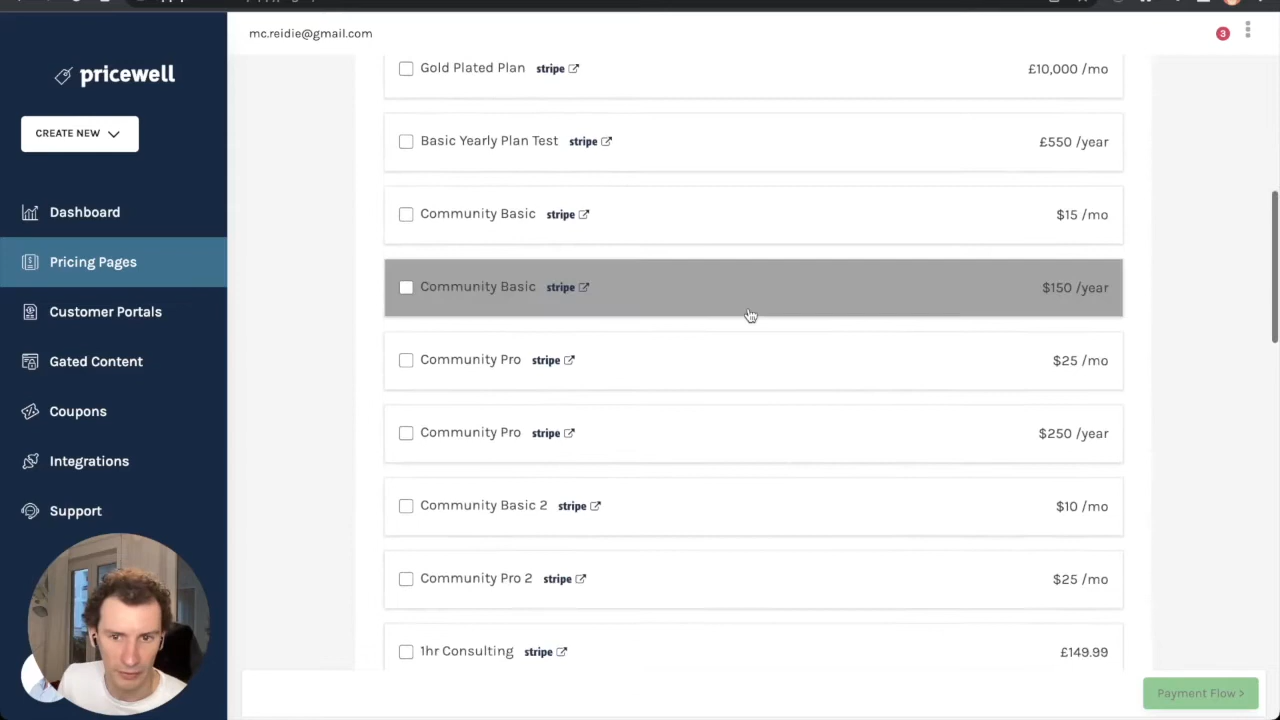 mc.reidie@gmail.com
3
pricewell
CREATE NEW
Dashboard
Pricing Pages
Customer Portals
Gated Content
Coupons
Integrations
Support
Gold Plated Plan stripe £10,000 /mo
Basic Yearly Plan Test stripe £550 /year
Community Basic stripe $15 /mo
Community Basic stripe $150 /year
Community Pro stripe $25 /mo
Community Pro stripe $250 /year
Community Basic 2 stripe $10 /mo
Community Pro 2 stripe $25 /mo
1hr Consulting stripe £149.99
Payment Flow >